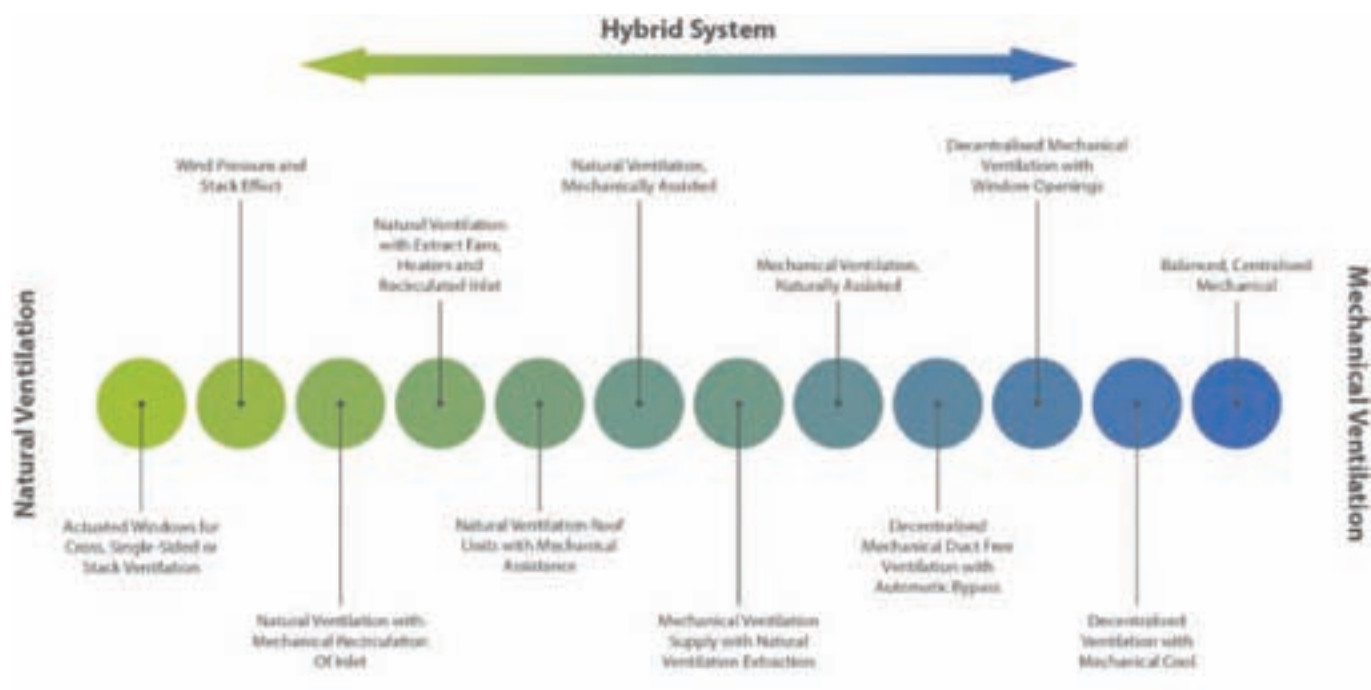 Hybrid System
Natural Ventilation
Mechanical Ventilation
Actuated Windows for
Cross, Single-Sided or
Stack Ventilation
Wind Pressure and
Stack Effect
Natural Ventilation with
Mechanical Recirculation
Of Inlet
Natural Ventilation
with Extract Fans,
Heaters and
Recirculated Inlet
Natural Ventilation Roof
Units with Mechanical
Assistance
Natural Ventilation,
Mechanically Assisted
Mechanical Ventilation
Supply with Natural
Ventilation Extraction
Mechanical Ventilation,
Naturally Assisted
Decentralised
Mechanical Duct Free
Ventilation with
Automatic Bypass
Decentralised Mechanical
Ventilation with
Window Openings
Decentralised
Ventilation with
Mechanical Cool
Balanced, Centralised
Mechanical